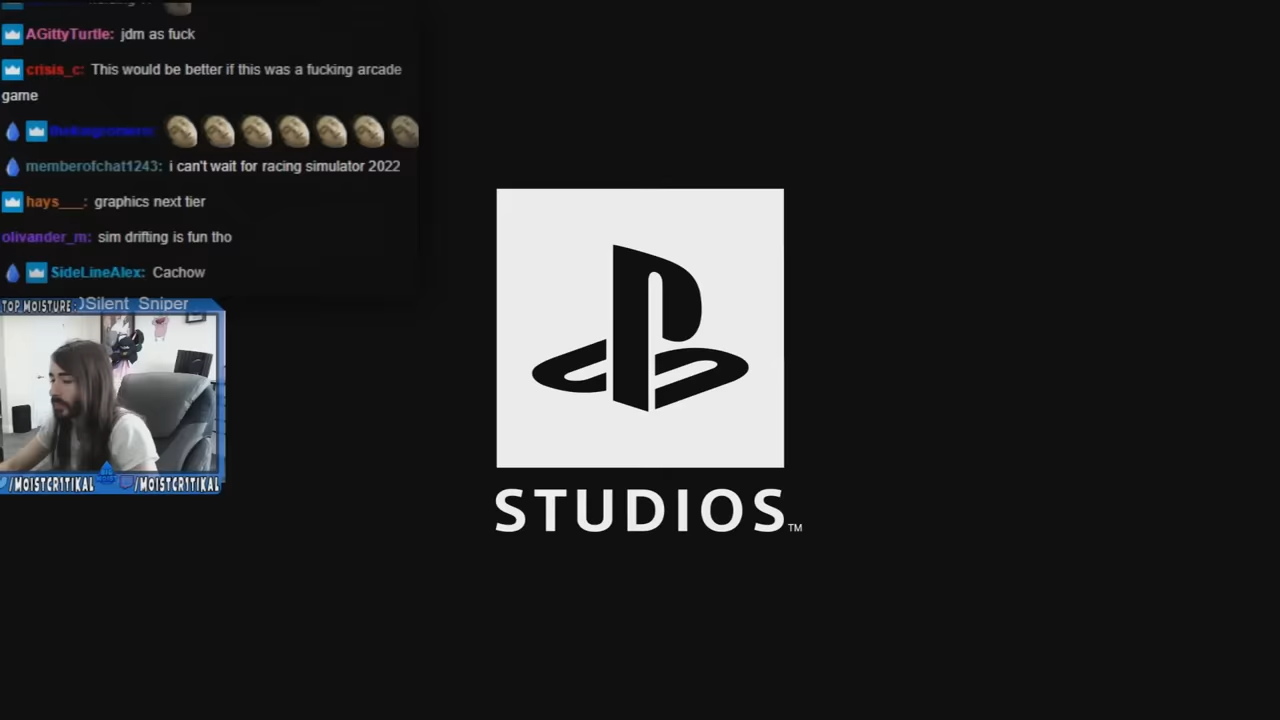 AGittyTurtle: jdm as fuck
crisis_c: This would be better if this was a fucking arcade
game
memberofchat1243: i can't wait for racing simulator 2022
hays___: graphics next tier
olivander_m: sim drifting is fun tho
SideLineAlex: Cachow
TOP MOISTURE: Silent_Sniper
/MOISTCR1TIKAL /MOISTCR1TIKAL
STUDIOS™